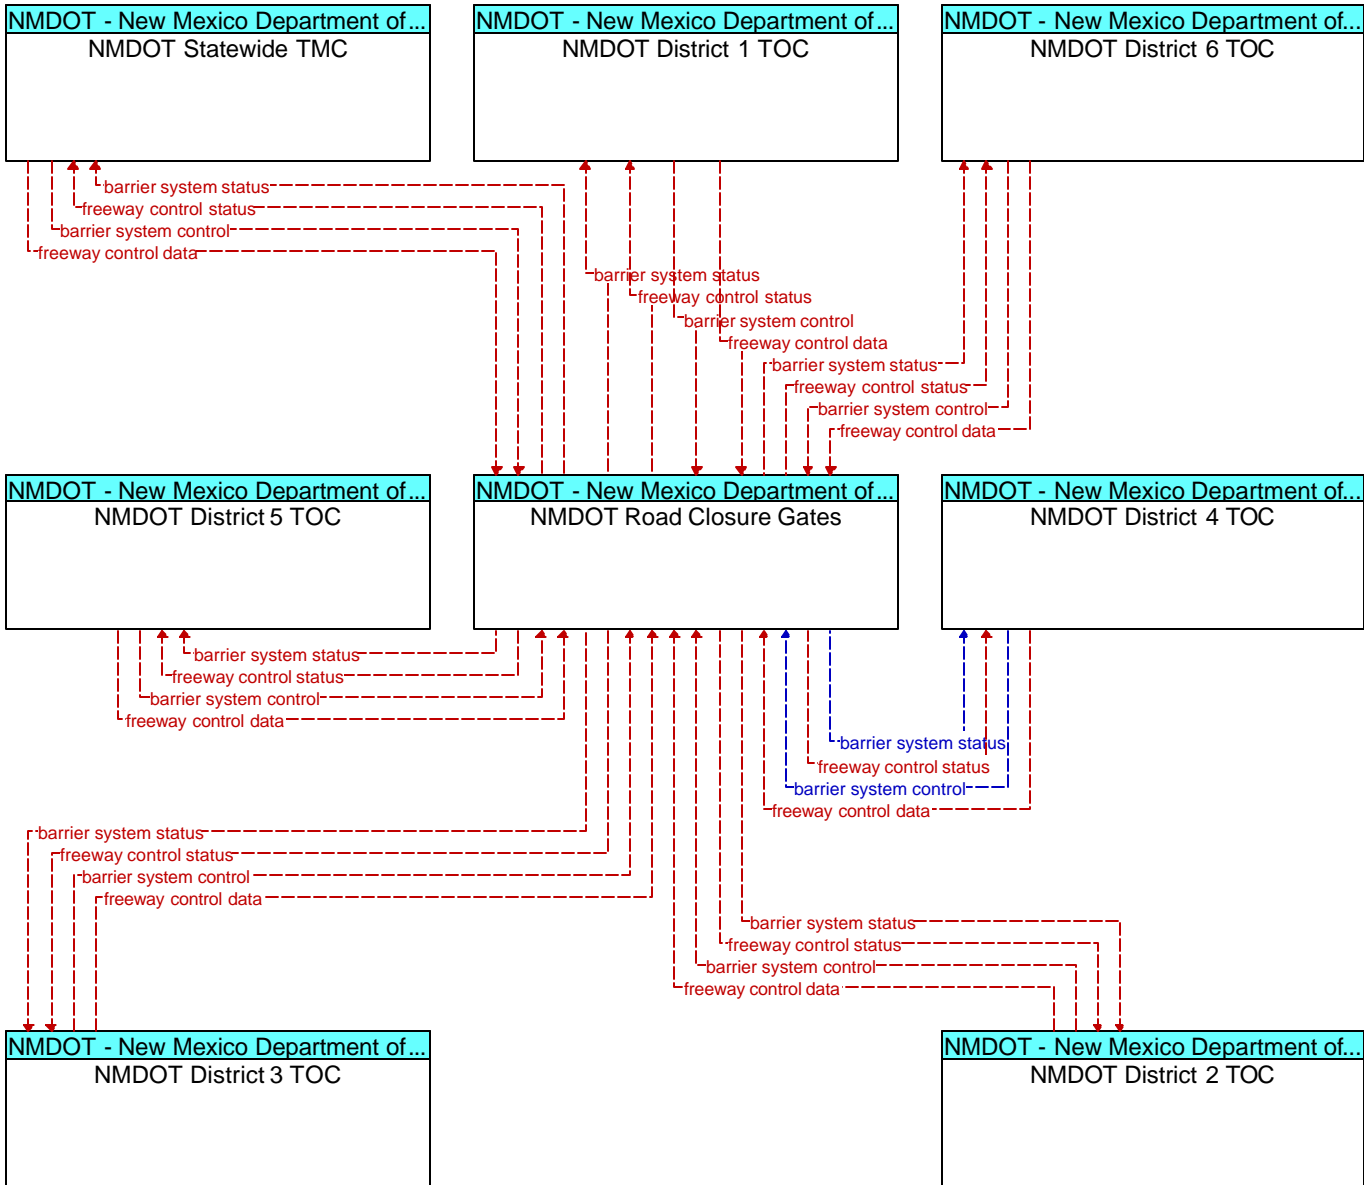 NMDOT - New Mexico Department of...
NMDOT Statewide TMC
NMDOT - New Mexico Department of...
NMDOT District 1 TOC
NMDOT - New Mexico Department of...
NMDOT District 6 TOC
barrier system status
freeway control status
barrier system control
freeway control data
barrier system status
freeway control status
barrier system control
freeway control data
barrier system status
freeway control status
barrier system control
freeway control data
NMDOT - New Mexico Department of...
NMDOT District 5 TOC
NMDOT - New Mexico Department of...
NMDOT Road Closure Gates
NMDOT - New Mexico Department of...
NMDOT District 4 TOC
barrier system status
freeway control status
barrier system control
freeway control data
barrier system status
freeway control status
barrier system control
freeway control data
barrier system status
freeway control status
barrier system control
freeway control data
barrier system status
freeway control status
barrier system control
freeway control data
NMDOT - New Mexico Department of...
NMDOT District 3 TOC
NMDOT - New Mexico Department of...
NMDOT District 2 TOC